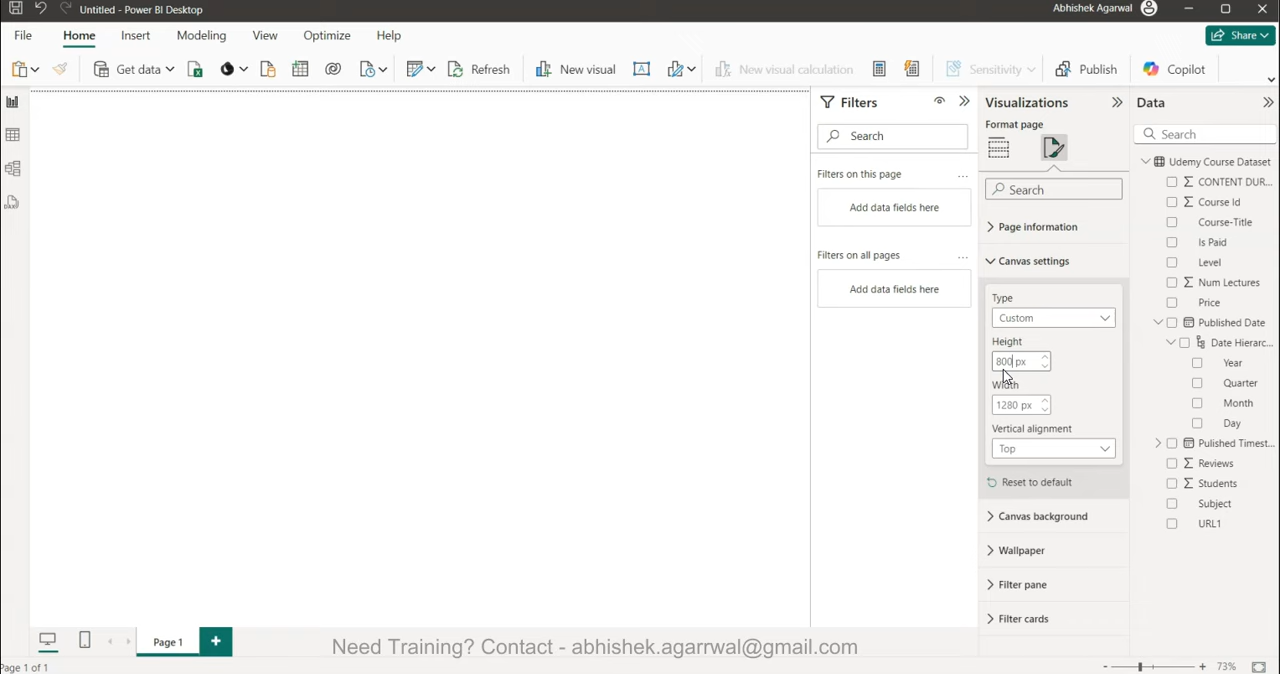 Untitled - Power BI Desktop
Abhishek Agarwal
File Home Insert Modeling View Optimize Help
Share
Get data
Refresh
New visual
New visual calculation
Sensitivity
Publish
Copilot
Filters
Search
Filters on this page
...
Add data fields here
Filters on all pages
...
Add data fields here
Visualizations
Format page
Search
Page information
Canvas settings
Type
Custom
Height
800 px
Width
1280 px
Vertical alignment
Top
Reset to default
Canvas background
Wallpaper
Filter pane
Filter cards
Data
Search
Udemy Course Dataset
CONTENT DUR...
Course Id
Course-Title
Is Paid
Level
Num Lectures
Price
Published Date
Date Hierarc...
Year
Quarter
Month
Day
Pulished Timest...
Reviews
Students
Subject
URL1
Page 1
Need Training? Contact - abhishek.agarrwal@gmail.com
Page 1 of 1
- + 73%